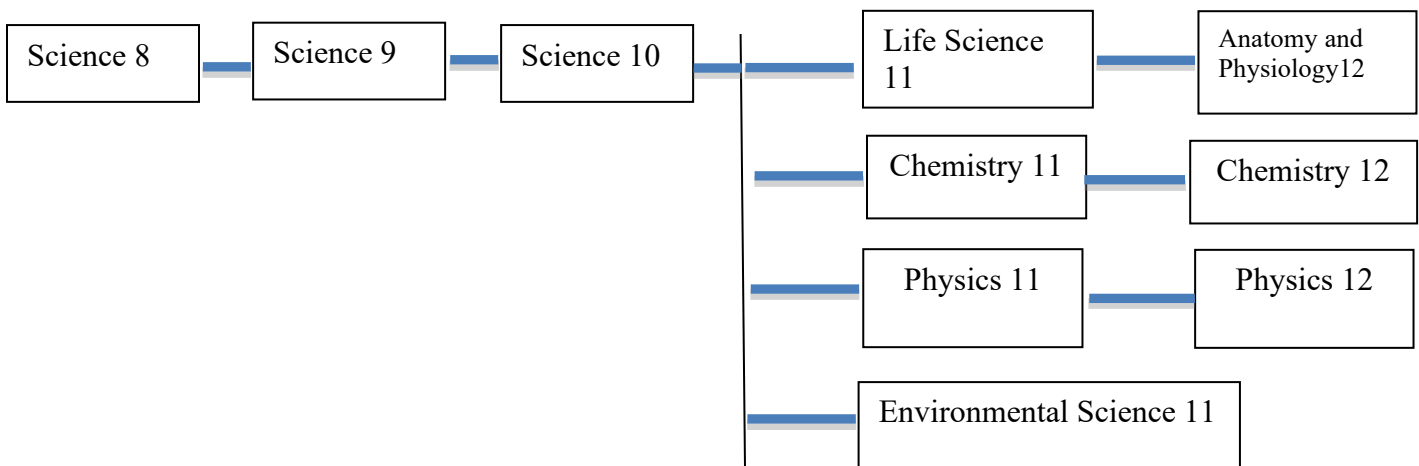 Science 8
Science 9
Science 10
Life Science
11
Anatomy and
Physiology12
Chemistry 11
Chemistry 12
Physics 11
Physics 12
Environmental Science 11